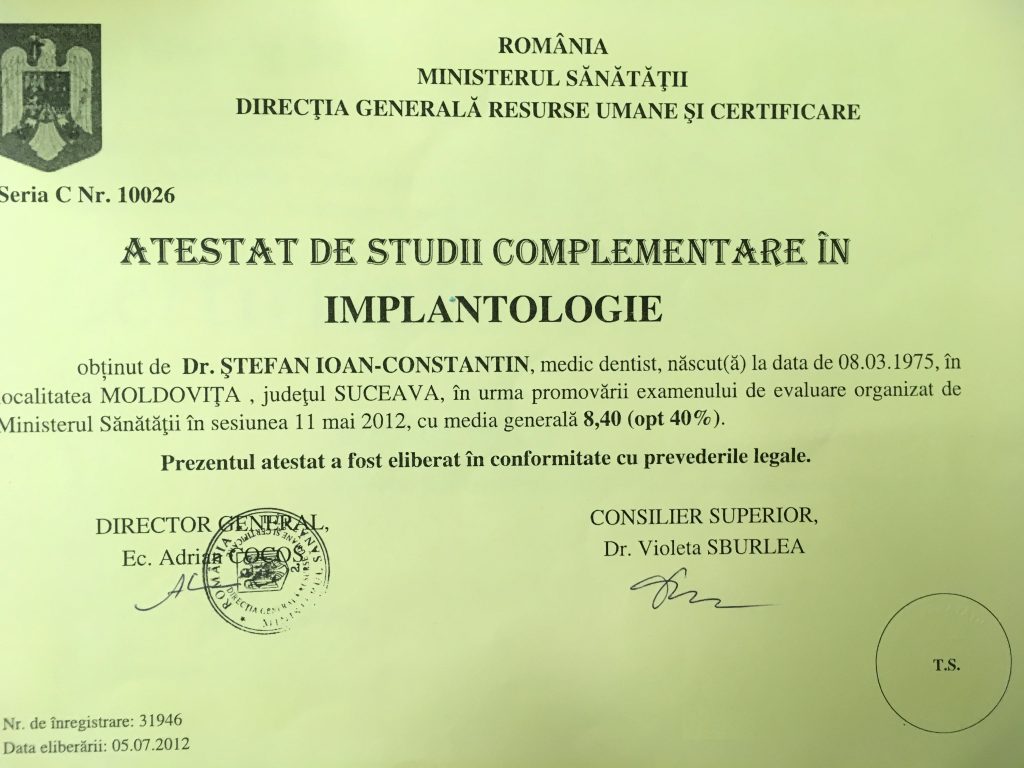 ROMÂNIA
MINISTERUL SĂNĂTĂŢII
DIRECŢIA GENERALĂ RESURSE UMANE ŞI CERTIFICARE
Seria C Nr. 10026
ATESTAT DE STUDII COMPLEMENTARE ÎN
IMPLANTOLOGIE
obținut de Dr. ŞTEFAN IOAN-CONSTANTIN, medic dentist, născut(ă) la data de 08.03.1975, în
localitatea MOLDOVIŢA , judeţul SUCEAVA, în urma promovării examenului de evaluare organizat de
Ministerul Sănătăţii în sesiunea 11 mai 2012, cu media generală 8,40 (opt 40%).
Prezentul atestat a fost eliberat în conformitate cu prevederile legale.
DIRECTOR GENERAL,
Ec. Adrian COCOŞ
CONSILIER SUPERIOR,
Dr. Violeta SBURLEA
ROMÂNIA
DIRECŢIA GENERALĂ
T.S.
Nr. de înregistrare: 31946
Data eliberării: 05.07.2012